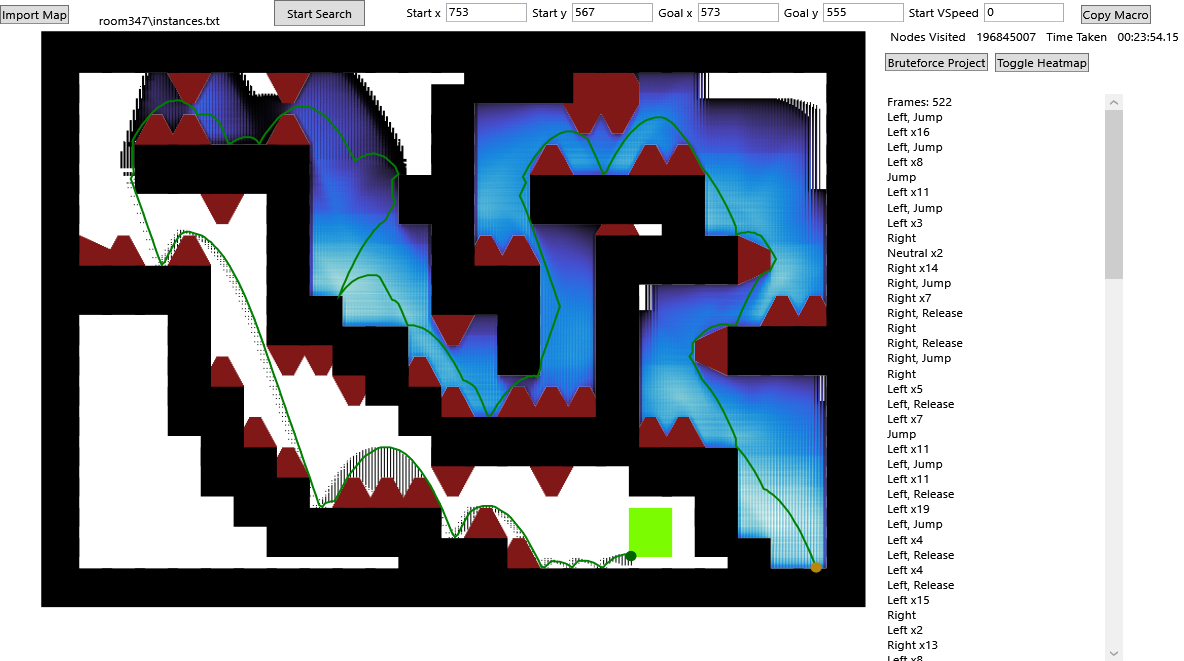 Import Map room347\instances.txt Start Search Start x 753 Start y 567 Goal x 573 Goal y 555 Start VSpeed 0 Copy Macro
Nodes Visited 196845007 Time Taken 00:23:54.15
Bruteforce Project Toggle Heatmap
Frames: 522
Left, Jump
Left x16
Left, Jump
Left x8
Jump
Left x11
Left, Jump
Left x3
Right
Neutral x2
Right x14
Right, Jump
Right x7
Right, Release
Right
Right, Release
Right, Jump
Right
Left x5
Left, Release
Left x7
Jump
Left x11
Left, Jump
Left x11
Left, Release
Left x19
Left, Jump
Left x4
Left, Release
Left x4
Left, Release
Left x15
Right
Left x2
Right x13
Left x8